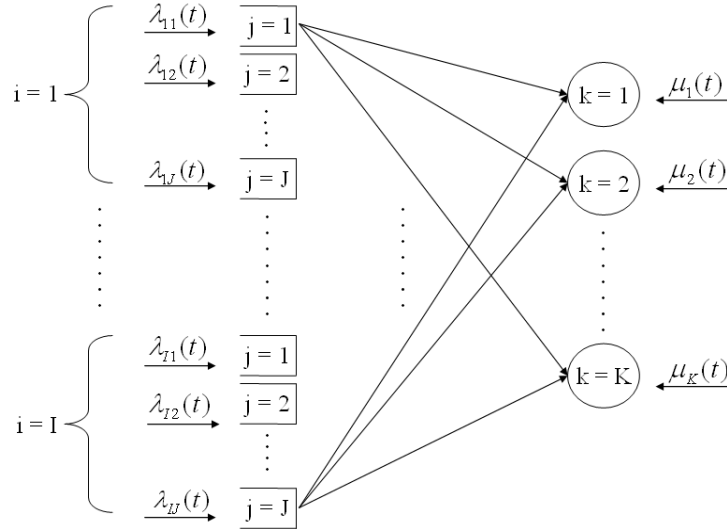 λ₁₁(t) j = 1
λ₁₂(t) j = 2
i = 1
k = 1 μ₁(t)
λ₁J(t) j = J
k = 2 μ₂(t)
λI1(t) j = 1
k = K μK(t)
λI2(t) j = 2
i = I
λIJ(t) j = J